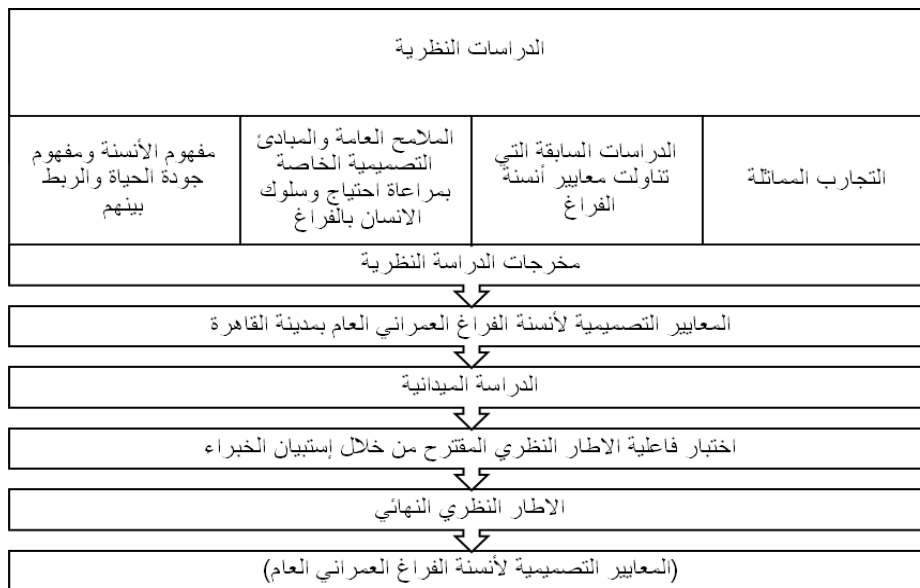 الدراسات النظرية
التجارب المماثلة
الدراسات السابقة التي
تناولت معايير أنسنة
الفراغ
الملامح العامة والمبادئ
التصميمية الخاصة
بمراعاة احتياج وسلوك
الانسان بالفراغ
مفهوم الأنسنة ومفهوم
جودة الحياة والربط
بينهم
مخرجات الدراسة النظرية
المعايير التصميمية لأنسنة الفراغ العمراني العام بمدينة القاهرة
الدراسة الميدانية
اختبار فاعلية الاطار النظري المقترح من خلال إستبيان الخبراء
الاطار النظري النهائي
(المعايير التصميمية لأنسنة الفراغ العمراني العام)